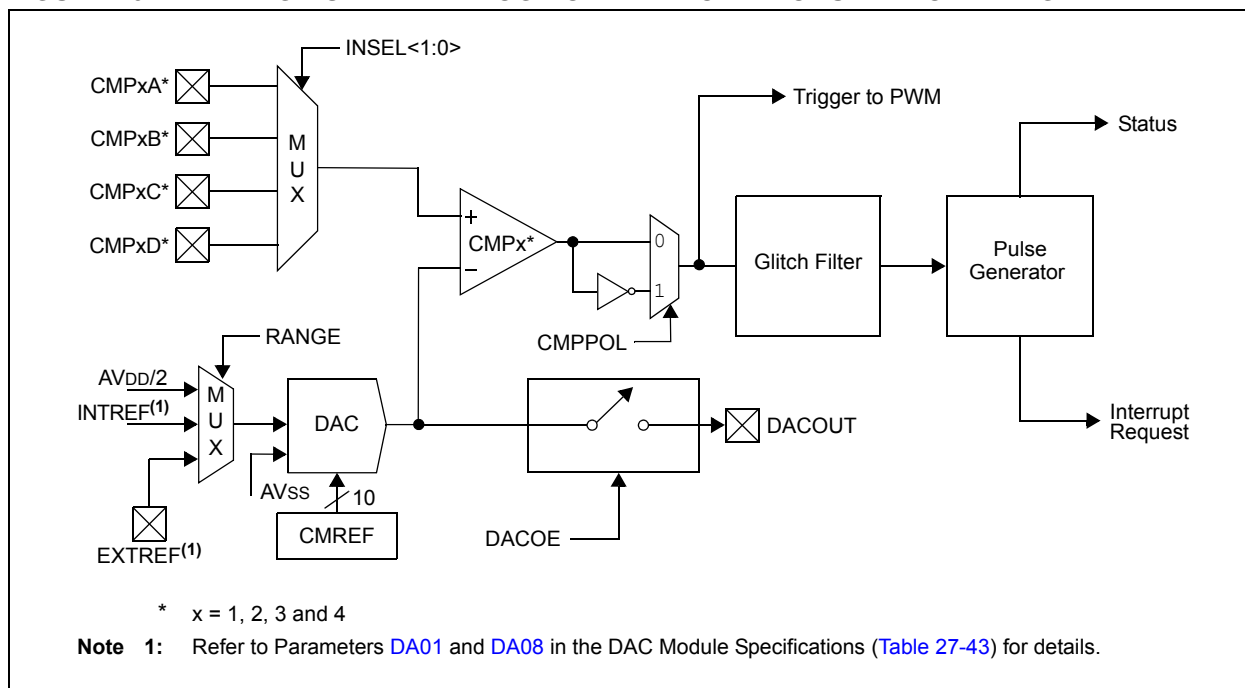 INSEL<1:0>
CMPxA*
CMPxB*
CMPxC*
CMPxD*
M
U
X
Trigger to PWM
Status
+
CMPx*
–
0
1
CMPPOL
Glitch Filter
Pulse
Generator
Interrupt
Request
RANGE
AVDD/2
INTREF(1)
M
U
X
EXTREF(1)
DAC
AVSS
10
CMREF
DACOE
DACOUT
* x = 1, 2, 3 and 4
Note 1: Refer to Parameters DA01 and DA08 in the DAC Module Specifications (Table 27-43) for details.